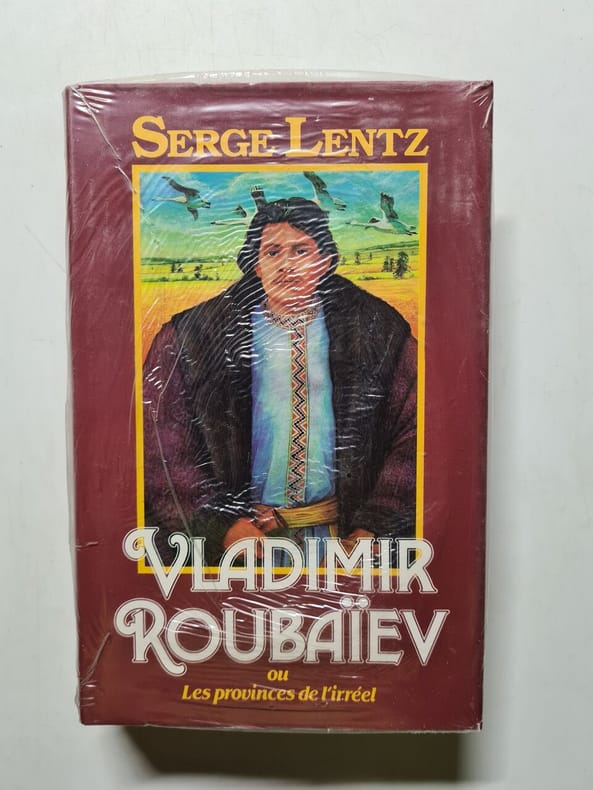 SERGE LENTZ
VLADIMIR
ROUBAÏEV
ou
Les provinces de l'irréel